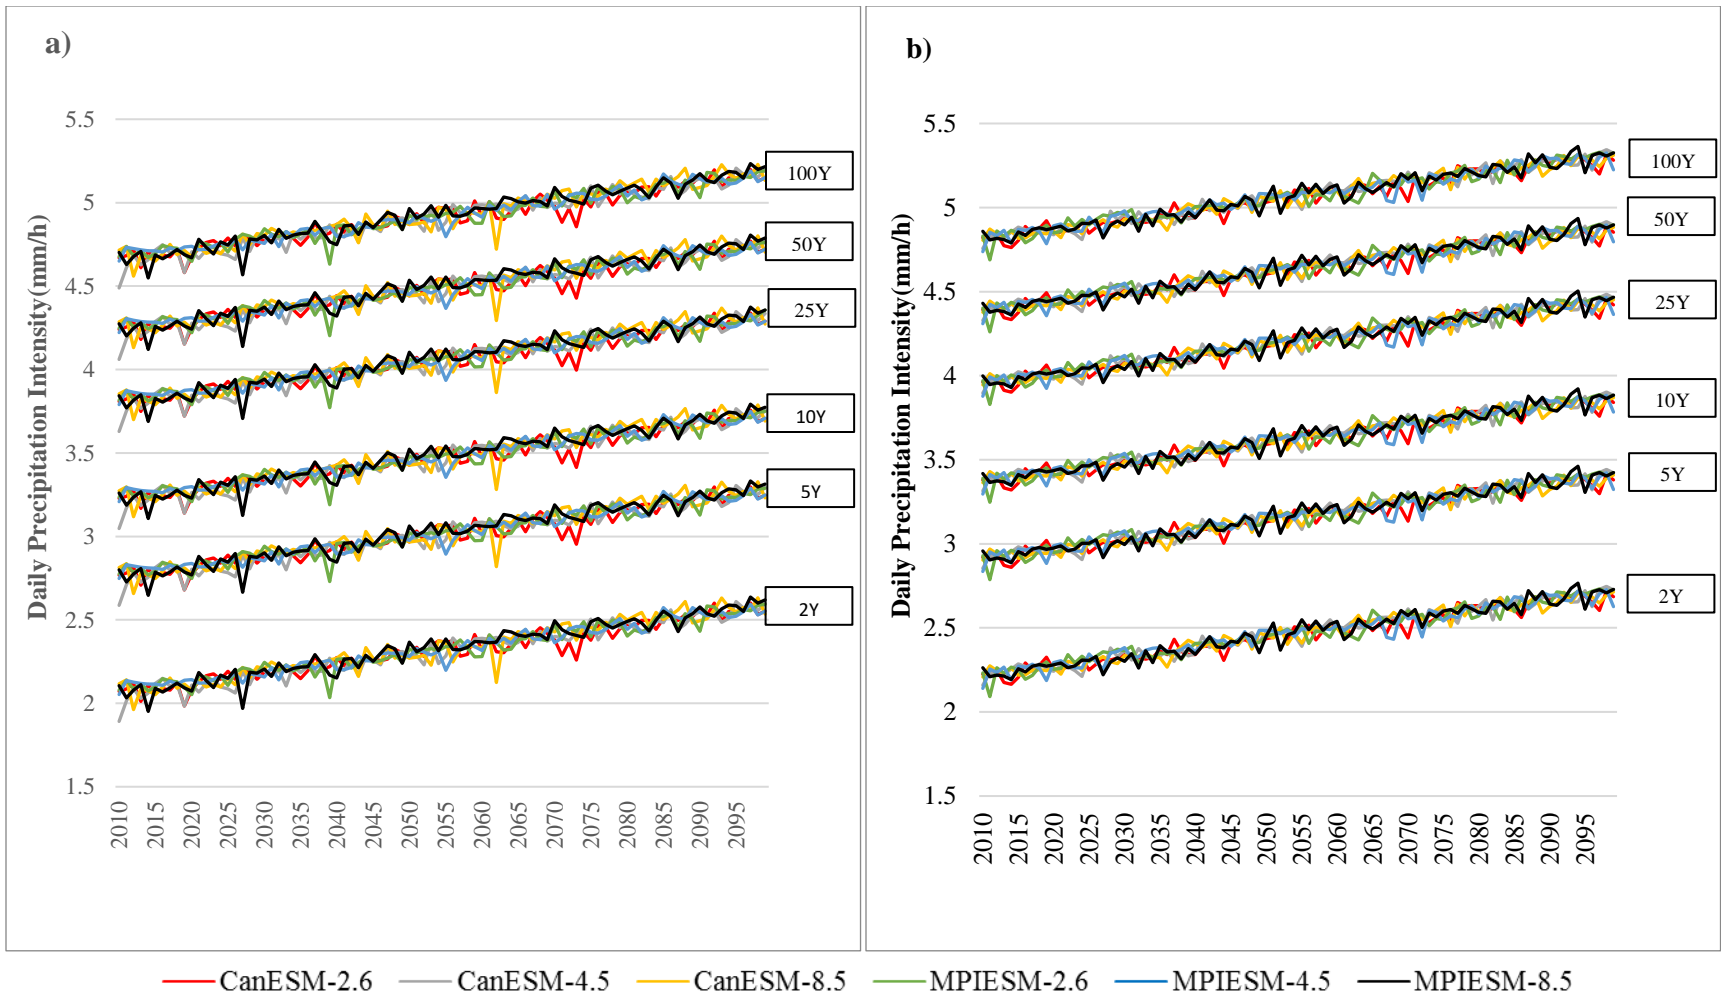 a)
Daily Precipitation Intensity(mm/h)
5.5
5
4.5
4
3.5
3
2.5
2
1.5
100Y
50Y
25Y
10Y
5Y
2Y
2010 2015 2020 2025 2030 2035 2040 2045 2050 2055 2060 2065 2070 2075 2080 2085 2090 2095
b)
Daily Precipitation Intensity (mm/h)
5.5
5
4.5
4
3.5
3
2.5
2
1.5
100Y
50Y
25Y
10Y
5Y
2Y
2010 2015 2020 2025 2030 2035 2040 2045 2050 2055 2060 2065 2070 2075 2080 2085 2090 2095
CanESM-2.6 CanESM-4.5 CanESM-8.5 MPIESM-2.6 MPIESM-4.5 MPIESM-8.5